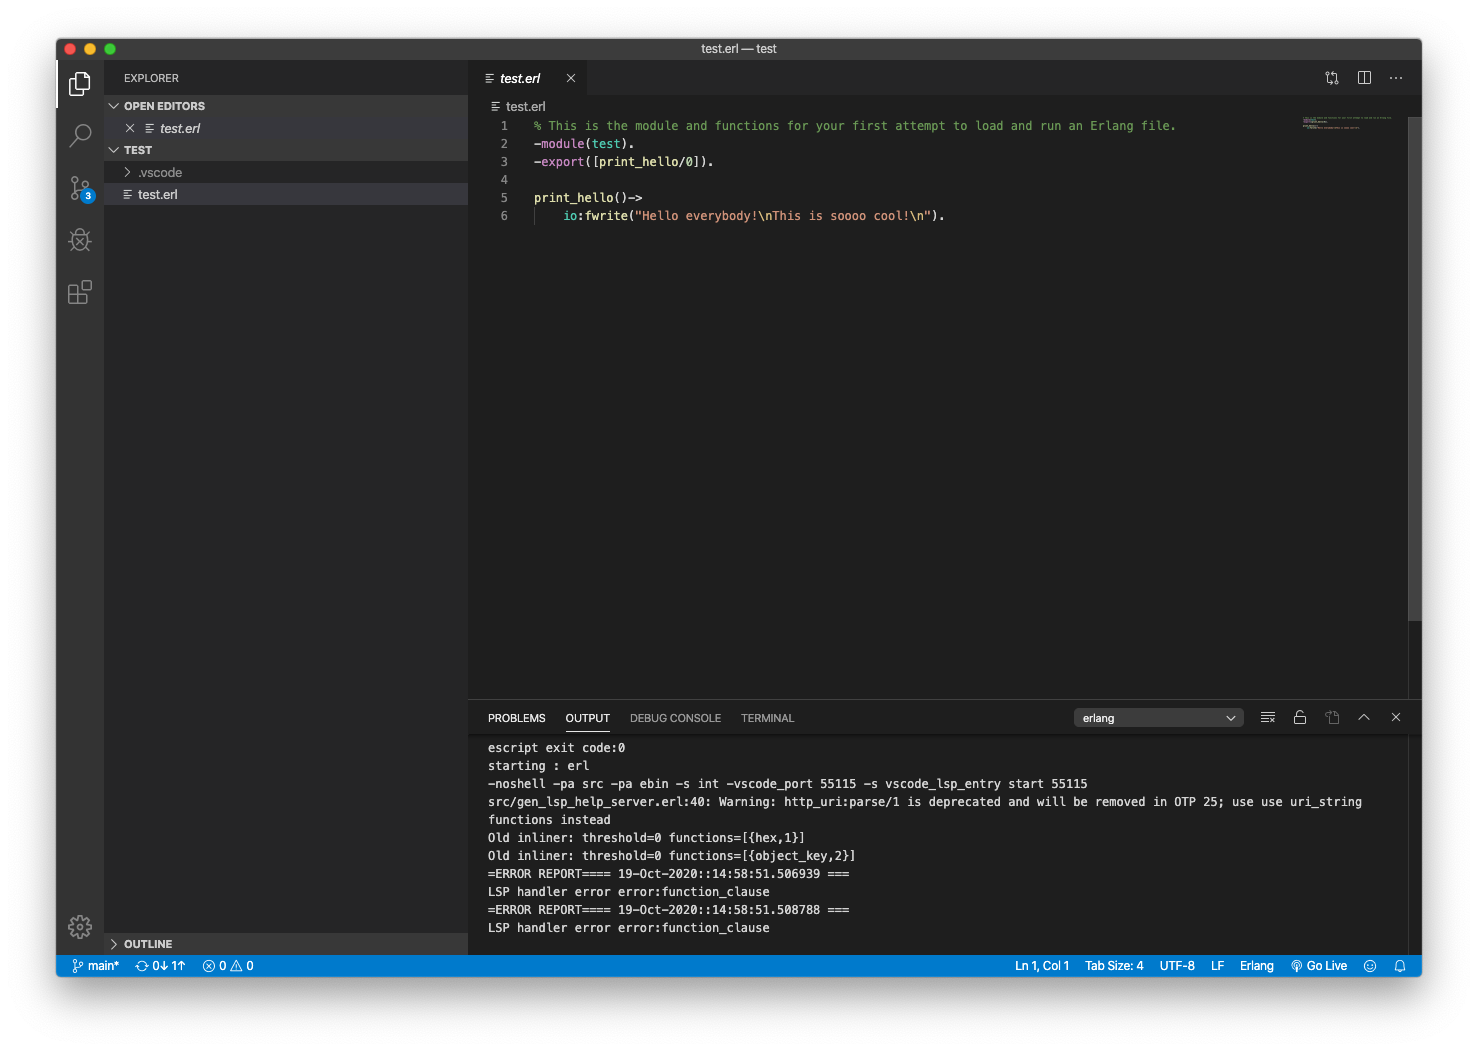 test.erl — test
EXPLORER
OPEN EDITORS
test.erl
TEST
.vscode
test.erl
3
OUTLINE
test.erl
test.erl
1 % This is the module and functions for your first attempt to load and run an Erlang file.
2 -module(test).
3 -export([print_hello/0]).
4
5 print_hello()->
6 io:fwrite("Hello everybody!\nThis is soooo cool!\n").
PROBLEMS OUTPUT DEBUG CONSOLE TERMINAL erlang
escript exit code:0
starting : erl
-noshell -pa src -pa ebin -s int -vscode_port 55115 -s vscode_lsp_entry start 55115
src/gen_lsp_help_server.erl:40: Warning: http_uri:parse/1 is deprecated and will be removed in OTP 25; use use uri_string
functions instead
Old inliner: threshold=0 functions=[{hex,1}]
Old inliner: threshold=0 functions=[{object_key,2}]
=ERROR REPORT==== 19-Oct-2020::14:58:51.506939 ===
LSP handler error error:function_clause
=ERROR REPORT==== 19-Oct-2020::14:58:51.508788 ===
LSP handler error error:function_clause
main* 0↓ 1↑ 0 0 Ln 1, Col 1 Tab Size: 4 UTF-8 LF Erlang Go Live